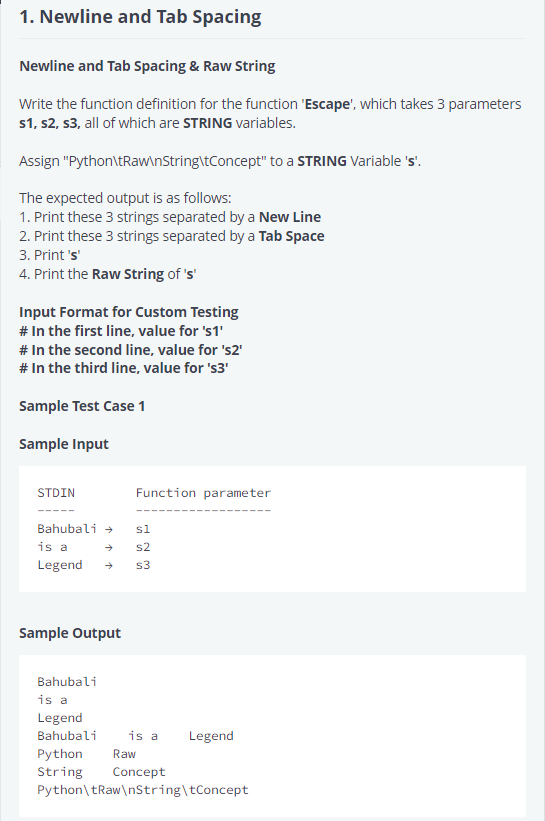 1. Newline and Tab Spacing
Newline and Tab Spacing & Raw String
Write the function definition for the function 'Escape', which takes 3 parameters
s1, s2, s3, all of which are STRING variables.
Assign "Python\tRaw\nString\tConcept" to a STRING Variable 's'.
The expected output is as follows:
1. Print these 3 strings separated by a New Line
2. Print these 3 strings separated by a Tab Space
3. Print 's'
4. Print the Raw String of 's'
Input Format for Custom Testing
# In the first line, value for 's1'
# In the second line, value for 's2'
# In the third line, value for 's3'
Sample Test Case 1
Sample Input
STDIN Function parameter
----- ------------------
Bahubali → s1
is a → s2
Legend → s3
Sample Output
Bahubali
is a
Legend
Bahubali is a Legend
Python Raw
String Concept
Python\tRaw\nString\tConcept